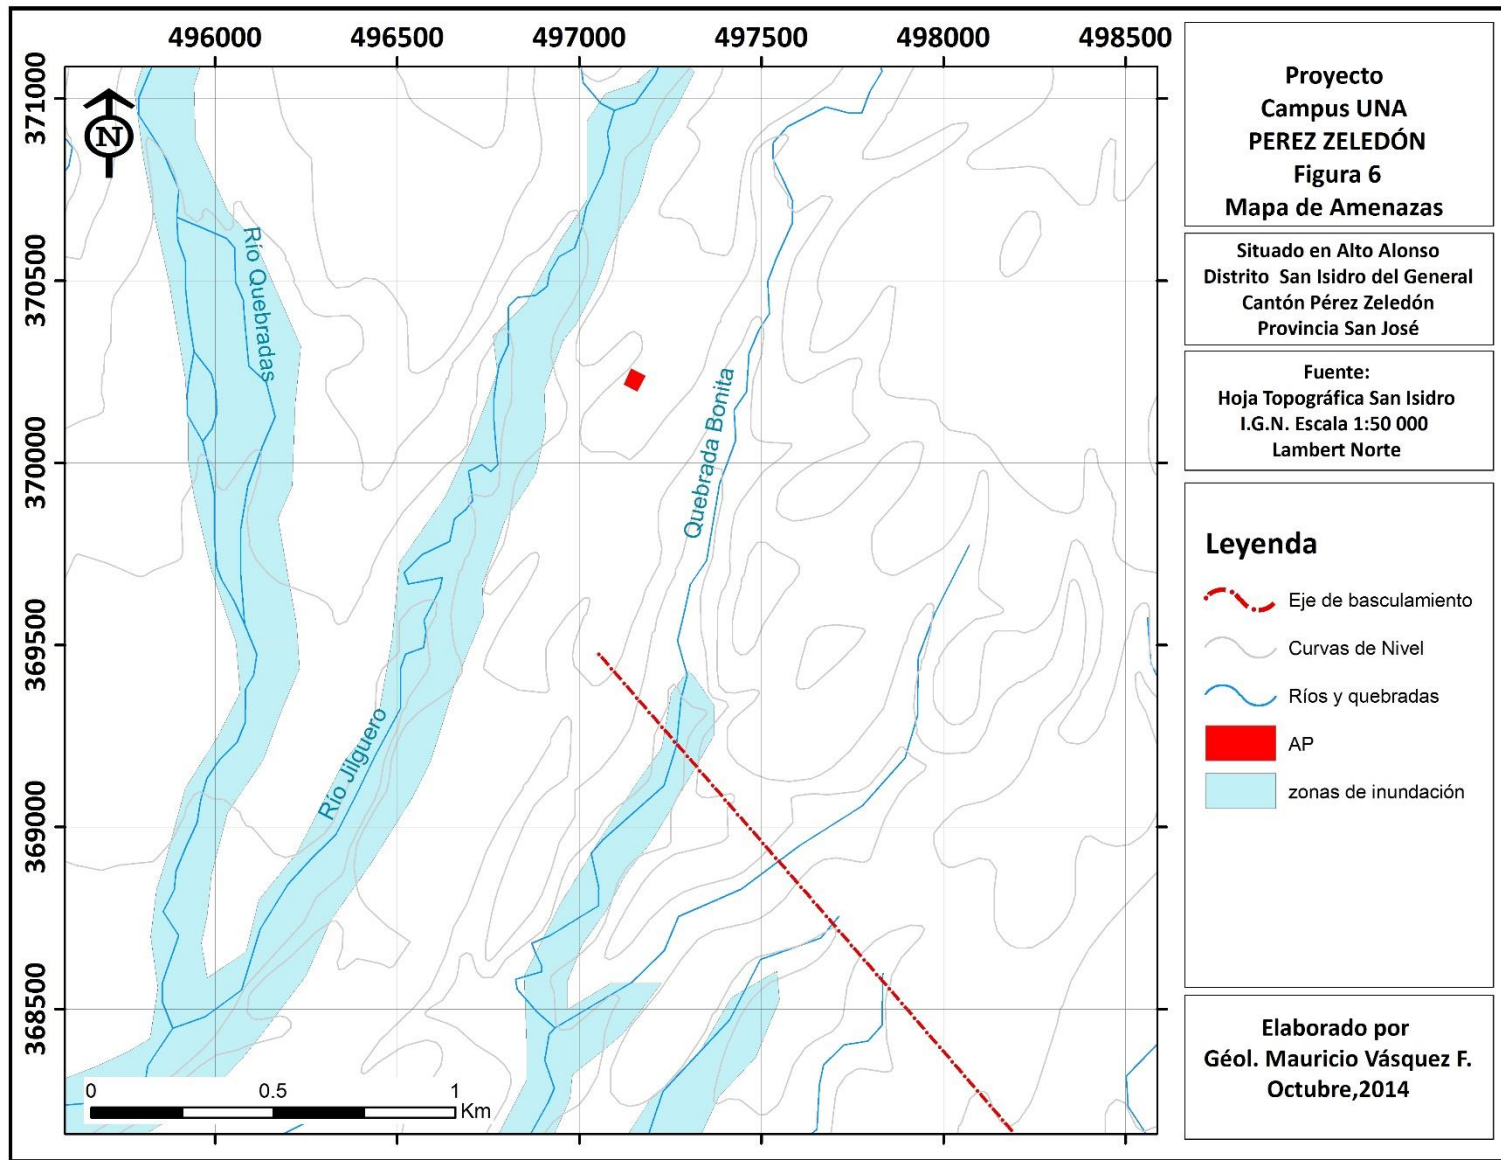 496000 496500 497000 497500 498000 498500
371000
370500
370000
369500
369000
368500
N
Río Quebradas
Río Jilguero
Quebrada Bonita
0 0.5 1
Km
Proyecto
Campus UNA
PEREZ ZELEDÓN
Figura 6
Mapa de Amenazas
Situado en Alto Alonso
Distrito San Isidro del General
Cantón Pérez Zeledón
Provincia San José
Fuente:
Hoja Topográfica San Isidro
I.G.N. Escala 1:50 000
Lambert Norte
Leyenda
Eje de basculamiento
Curvas de Nivel
Ríos y quebradas
AP
zonas de inundación
Elaborado por
Géol. Mauricio Vásquez F.
Octubre,2014